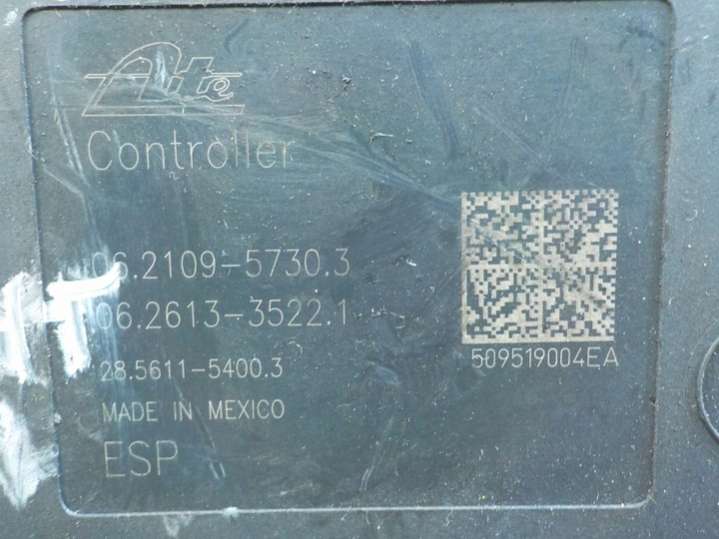 Ate
Controller
06.2109-5730.3
06.2613-3522.1
28.5611-5400.3
MADE IN MEXICO
ESP
509519004EA